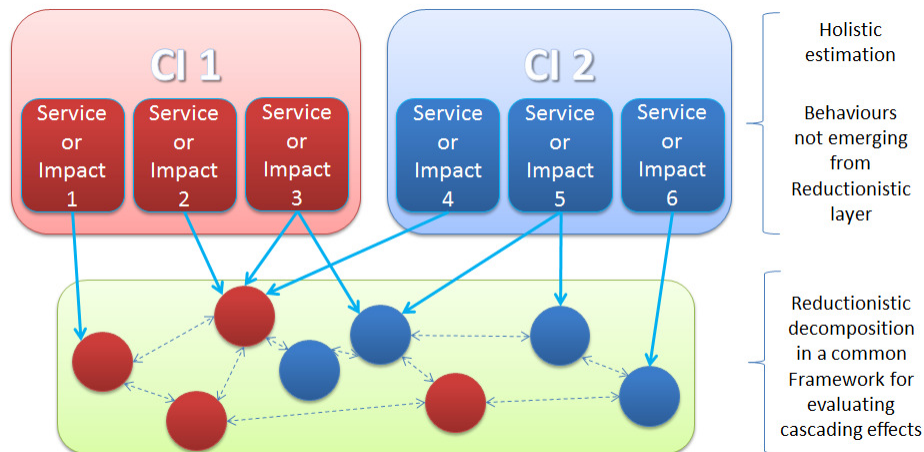 CI 1
Service
or
Impact
1
Service
or
Impact
2
Service
or
Impact
3
CI 2
Service
or
Impact
4
Service
or
Impact
5
Service
or
Impact
6
Holistic
estimation
Behaviours
not emerging
from
Reductionistic
layer
Reductionistic
decomposition
in a common
Framework for
evaluating
cascading effects